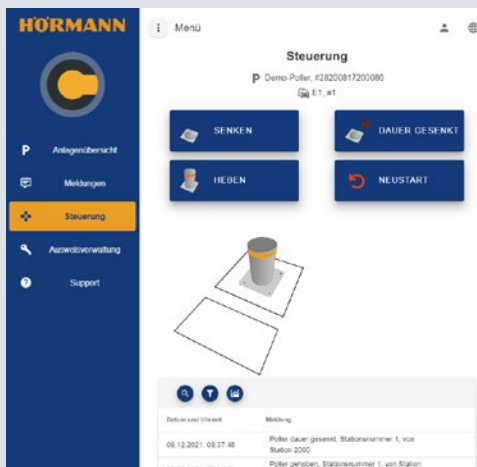 HÖRMANN
Menü
Steuerung
P Demo-Poller, #28200817200086
E1, #1
SENKEN
DAUER GESENKT
HEBEN
NEUSTART
P Anlagenübersicht
Meldungen
Steuerung
Ausweisverwaltung
? Support
Datum und Uhrzeit
Meldung
09.12.2021, 09:37:48
Poller dauer gesenkt, Stationsnummer 1, von
Station 2000
Poller gehoben, Stationsnummer 1, von Station